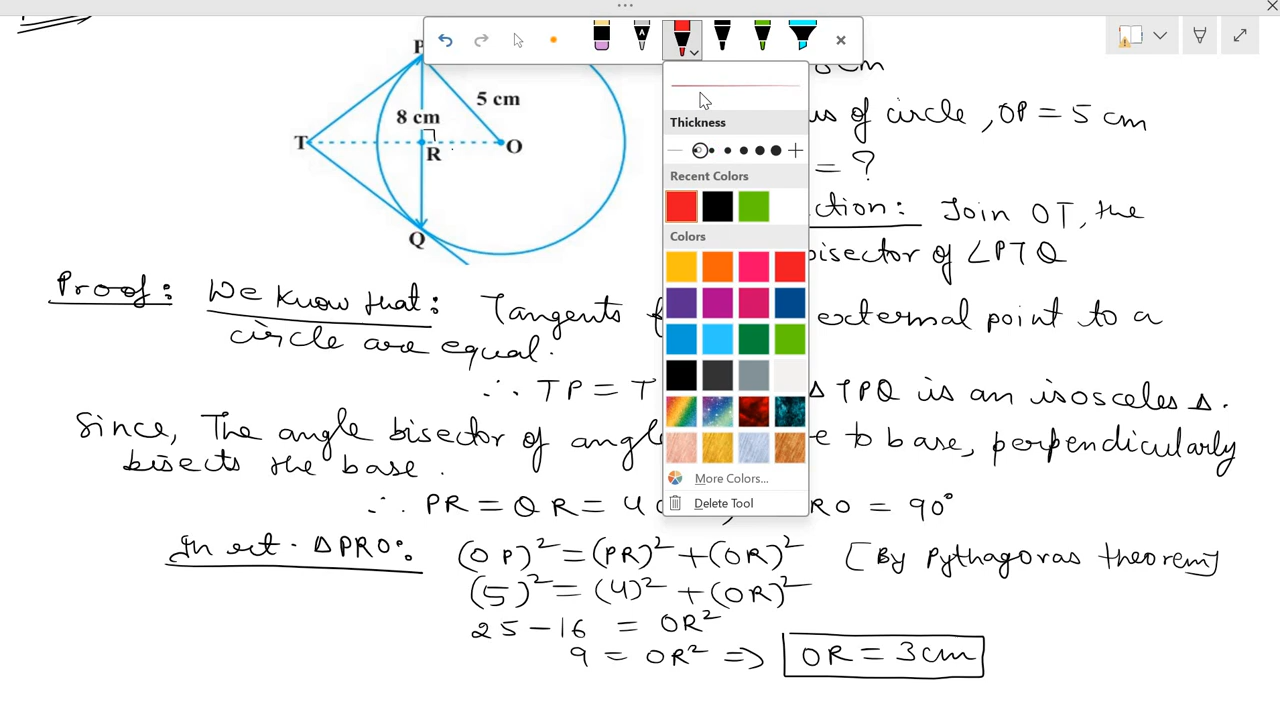 P
5 cm
8 cm
T
R
O
Q
cm
us of circle, OP = 5 cm
= ?
ction: Join OT, the
bisector of ∠PTQ
Thickness
Recent Colors
Colors
More Colors...
Delete Tool
Proof: We know that: Tangents external point to a
circle are equal.
∴ TP = T Δ TPQ is an isosceles Δ.
Since, The angle bisector of angle to base, perpendicularly
bisects the base.
∴ PR = QR = 4 RO = 90°
In rt. ΔPRO: (OP)² = (PR)² + (OR)² [By Pythagoras theorem]
(5)² = (4)² + (OR)²
25 - 16 = OR²
9 = OR² => OR = 3 cm